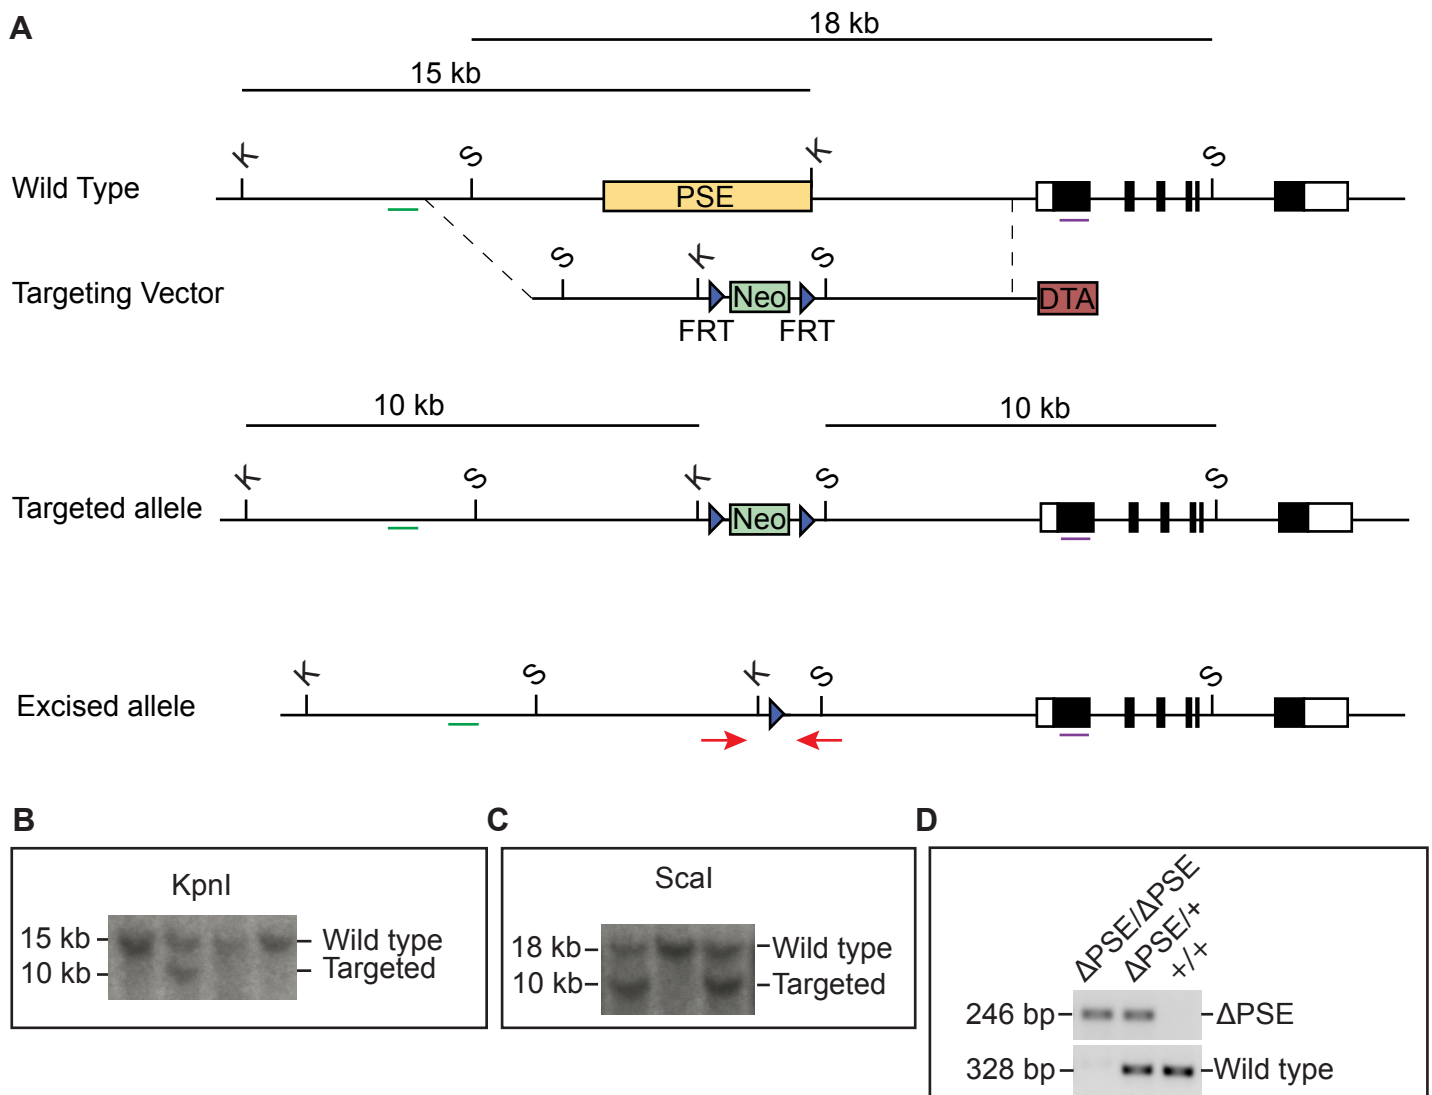 A
18 kb
15 kb
K S K S
Wild Type PSE
S K S
Targeting Vector Neo DTA
FRT FRT
10 kb 10 kb
K S K S S
Targeted allele Neo
K S K S S
Excised allele
B
KpnI
15 kb Wild type
10 kb Targeted
C
ScaI
18 kb Wild type
10 kb Targeted
D
ΔPSE/ΔPSE
ΔPSE/+
+/+
246 bp ΔPSE
328 bp Wild type